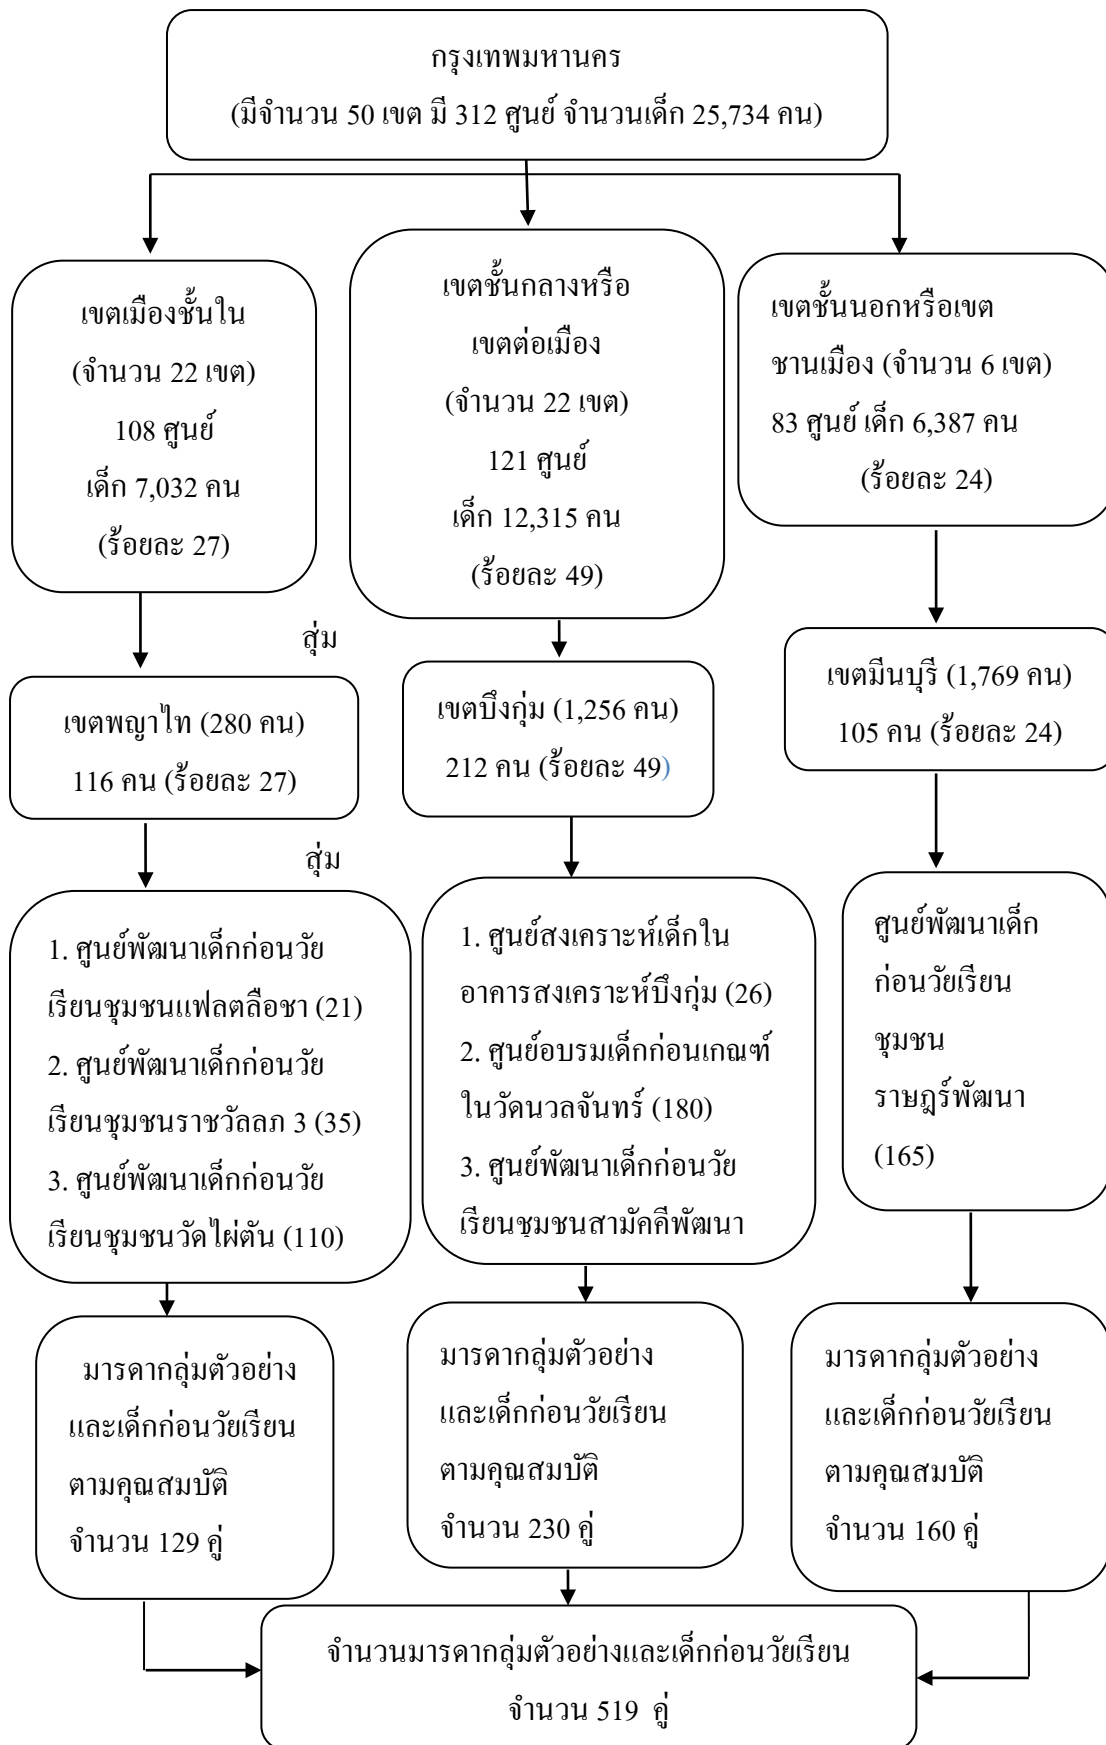 กรุงเทพมหานคร
(มีจำนวน 50 เขต มี 312 ศูนย์ จำนวนเด็ก 25,734 คน)
เขตเมืองชั้นใน
(จำนวน 22 เขต)
108 ศูนย์
เด็ก 7,032 คน
(ร้อยละ 27)
เขตชั้นกลางหรือ
เขตต่อเมือง
(จำนวน 22 เขต)
121 ศูนย์
เด็ก 12,315 คน
(ร้อยละ 49)
เขตชั้นนอกหรือเขต
ชานเมือง (จำนวน 6 เขต)
83 ศูนย์ เด็ก 6,387 คน
(ร้อยละ 24)
สุ่ม
เขตพญาไท (280 คน)
116 คน (ร้อยละ 27)
เขตบึงกุ่ม (1,256 คน)
212 คน (ร้อยละ 49)
เขตมีนบุรี (1,769 คน)
105 คน (ร้อยละ 24)
สุ่ม
1. ศูนย์พัฒนาเด็กก่อนวัย
เรียนชุมชนแฟลตลือชา (21)
2. ศูนย์พัฒนาเด็กก่อนวัย
เรียนชุมชนราชวัลลภ 3 (35)
3. ศูนย์พัฒนาเด็กก่อนวัย
เรียนชุมชนวัดไผ่ตัน (110)
1. ศูนย์สงเคราะห์เด็กใน
อาคารสงเคราะห์บึงกุ่ม (26)
2. ศูนย์อบรมเด็กก่อนเกณฑ์
ในวัดนวลจันทร์ (180)
3. ศูนย์พัฒนาเด็กก่อนวัย
เรียนชุมชนสามัคคีพัฒนา
ศูนย์พัฒนาเด็ก
ก่อนวัยเรียน
ชุมชน
ราษฎร์พัฒนา
(165)
มารดากลุ่มตัวอย่าง
และเด็กก่อนวัยเรียน
ตามคุณสมบัติ
จำนวน 129 คู่
มารดากลุ่มตัวอย่าง
และเด็กก่อนวัยเรียน
ตามคุณสมบัติ
จำนวน 230 คู่
มารดากลุ่มตัวอย่าง
และเด็กก่อนวัยเรียน
ตามคุณสมบัติ
จำนวน 160 คู่
จำนวนมารดากลุ่มตัวอย่างและเด็กก่อนวัยเรียน
จำนวน 519 คู่